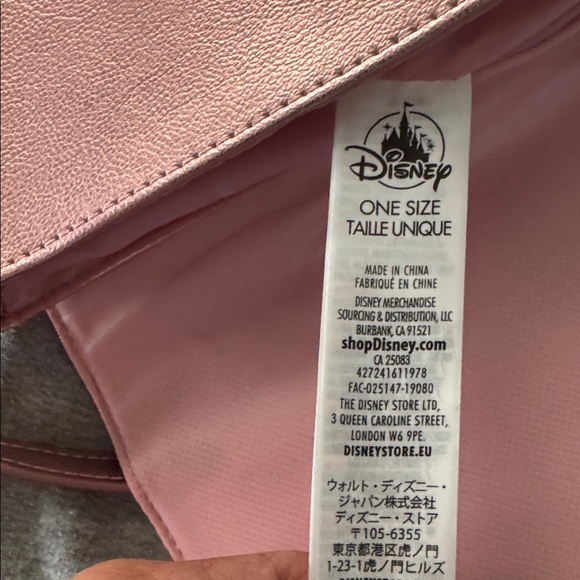 Disney
ONE SIZE
TAILLE UNIQUE
MADE IN CHINA
FABRIQUÉ EN CHINE
DISNEY MERCHANDISE
SOURCING & DISTRIBUTION, LLC
BURBANK, CA 91521
shopDisney.com
CA 25083
427241611978
FAC-025147-19080
THE DISNEY STORE LTD,
3 QUEEN CAROLINE STREET,
LONDON W6 9PE.
DISNEYSTORE.EU
ウォルト・ディズニー・
ジャパン株式会社
ディズニー・ストア
〒105-6355
東京都港区虎ノ門
1-23-1虎ノ門ヒルズ